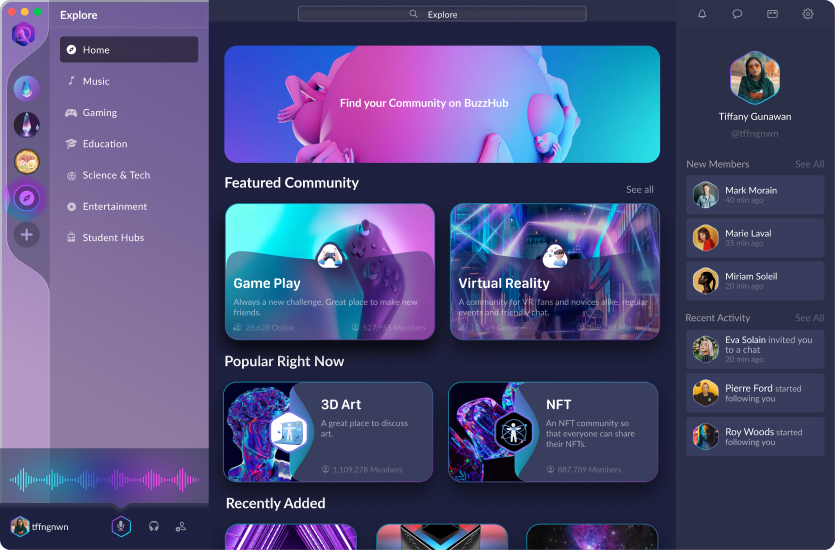 Explore
Home
Music
Gaming
Education
Science & Tech
Entertainment
Student Hubs
tffngnwn
Explore
Find your Community on BuzzHub
Featured Community
See all
Game Play
Always a new challenge. Great place to make new
friends.
28,628 Online
527,953 Members
Virtual Reality
A community for VR fans and novices alike, regular
events and friendly chat.
Online
Members
Popular Right Now
3D Art
A great place to discuss
art.
1,109,278 Members
NFT
An NFT community so
that everyone can share
their NFTs.
887,789 Members
Recently Added
Tiffany Gunawan
@tffngnwn
New Members
See All
Mark Morain
40 min ago
Marie Laval
35 min ago
Miriam Soleil
20 min ago
Recent Activity
See All
Eva Solain invited you
to a chat
20 min ago
Pierre Ford started
following you
Roy Woods started
following you